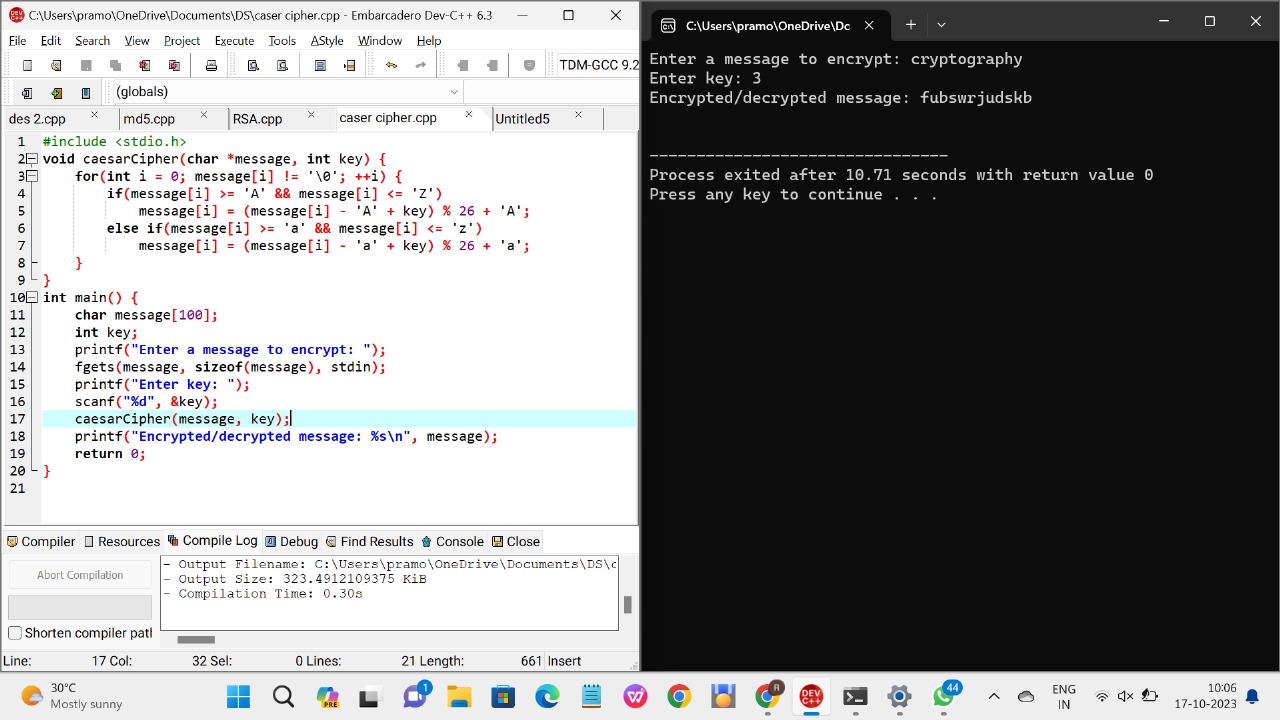 C:\Users\pramo\OneDrive\Documents\DS\caser cipher.cpp - Embarcadero Dev-C++ 6.3
File Edit Search View Project Execute Tools AStyle Window Help
TDM-GCC 9.2
(globals)
des 2.cpp md5.cpp RSA.cpp caser cipher.cpp Untitled5
1 #include <stdio.h>
2 void caesarCipher(char *message, int key) {
3 for(int i = 0; message[i] != '\0'; ++i) {
4 if(message[i] >= 'A' && message[i] <= 'Z')
5 message[i] = (message[i] - 'A' + key) % 26 + 'A';
6 else if(message[i] >= 'a' && message[i] <= 'z')
7 message[i] = (message[i] - 'a' + key) % 26 + 'a';
8 }
9 }
10 int main() {
11 char message[100];
12 int key;
13 printf("Enter a message to encrypt: ");
14 fgets(message, sizeof(message), stdin);
15 printf("Enter key: ");
16 scanf("%d", &key);
17 caesarCipher(message, key);
18 printf("Encrypted/decrypted message: %s\n", message);
19 return 0;
20 }
21
Compiler Resources Compile Log Debug Find Results Console Close
Abort Compilation
Shorten compiler patl
- Output Filename: C:\Users\pramo\OneDrive\Documents\DS\c
- Output Size: 323.4912109375 KiB
- Compilation Time: 0.30s
Line: 17 Col: 32 Sel: 0 Lines: 21 Length: 661 Insert
C:\Users\pramo\OneDrive\Dc
Enter a message to encrypt: cryptography
Enter key: 3
Encrypted/decrypted message: fubswrjudskb
--------------------------------
Process exited after 10.71 seconds with return value 0
Press any key to continue . . .
30°C
Mostly sunny
PRE
1
R
DEV C++
44
ENG
IN
10:06
17-10-2023